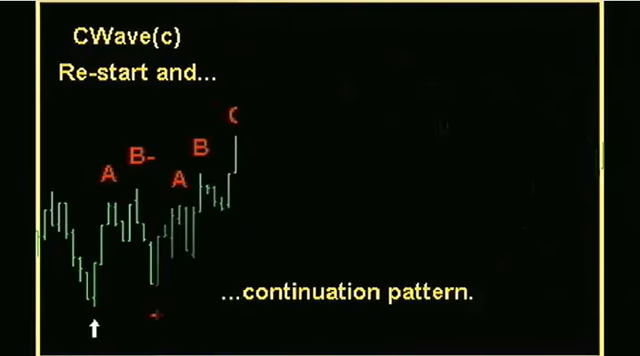 CWave(c)
Re-start and...
C
B
B-
A
A
...continuation pattern.